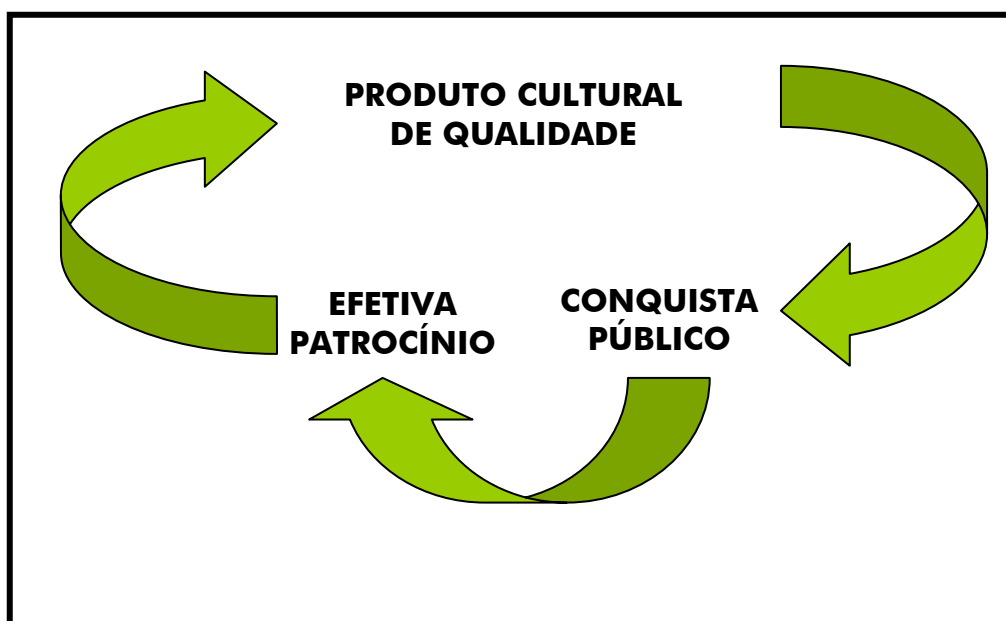 PRODUTO CULTURAL
DE QUALIDADE
EFETIVA
PATROCÍNIO
CONQUISTA
PÚBLICO